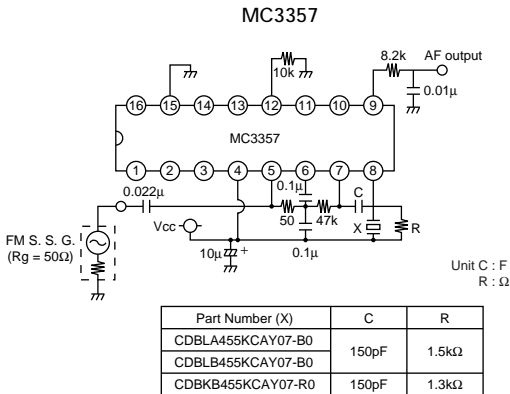 MC3357
8.2k AF output
10k
0.01μ
16 15 14 13 12 11 10 9
MC3357
1 2 3 4 5 6 7 8
0.022μ
0.1μ
C
Vcc
50 47k
X
R
FM S. S. G.
(Rg = 50Ω)
10μ +
0.1μ
Unit C : F
R : Ω
Part Number (X) C R
CDBLA455KCAY07-B0 150pF 1.5kΩ
CDBLB455KCAY07-B0
CDBKB455KCAY07-R0 150pF 1.3kΩ